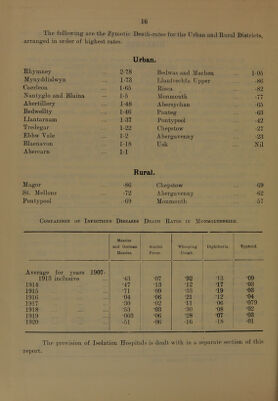 36
The following are the Zymotic Death-rates for the Urban and Rural Districts,
arranged in order of highest rates.
Urban.
Rhymney 2·78 Bedwas and Machen 1·05
Mynyddislwyn 1·73 Llantrechfa Upper ·86
Caerleon 1·65 Risca ·82
Nantyglo and Blaina 1·5 Monmouth ·77
Abertillery 1·48 Abersychan ·65
Bedwellty 1·46 Panteg ·63
Llantarnam 1·37 Pontypool ·42
Tredegar 1·22 Chepstow ·27
Ebbw Vale 1·2 Abergavenny ·23
Blaenavon 1·18 Usk Nil
Abercarn 1·1
Rural.
Magor ·86 Chepstow ·69
St. Mellons ·72 Abergavenny ·62
Pontypool ·69 Monmouth ·57
Comparison of Infectious Diseases Death Rates in Monmouthshire.
Measles and German Measles. Scarlet Fever. Whooping Cough. Diphtheria. Typhoid.
Average for years 1907-
1913 inclusive ·43 ·07 ·32 ·13 ·09
1914 ·47 ·13 ·12 ·17 ·03
1915 ·71 ·09 ·33 ·19 ·03
1916 ·04 ·06 ·21 ·12 ·04
1917 ·30 ·02 ·11 ·06 ·079
1918 ·53 ·03 ·30 ·08 ·02
1919 ·003 ·06 ·28 ·07 ·03
1920 ·51 ·06 ·16 ·18 ·01
The provision of Isolation Hospitals is dealt with in a separate section of this
report.